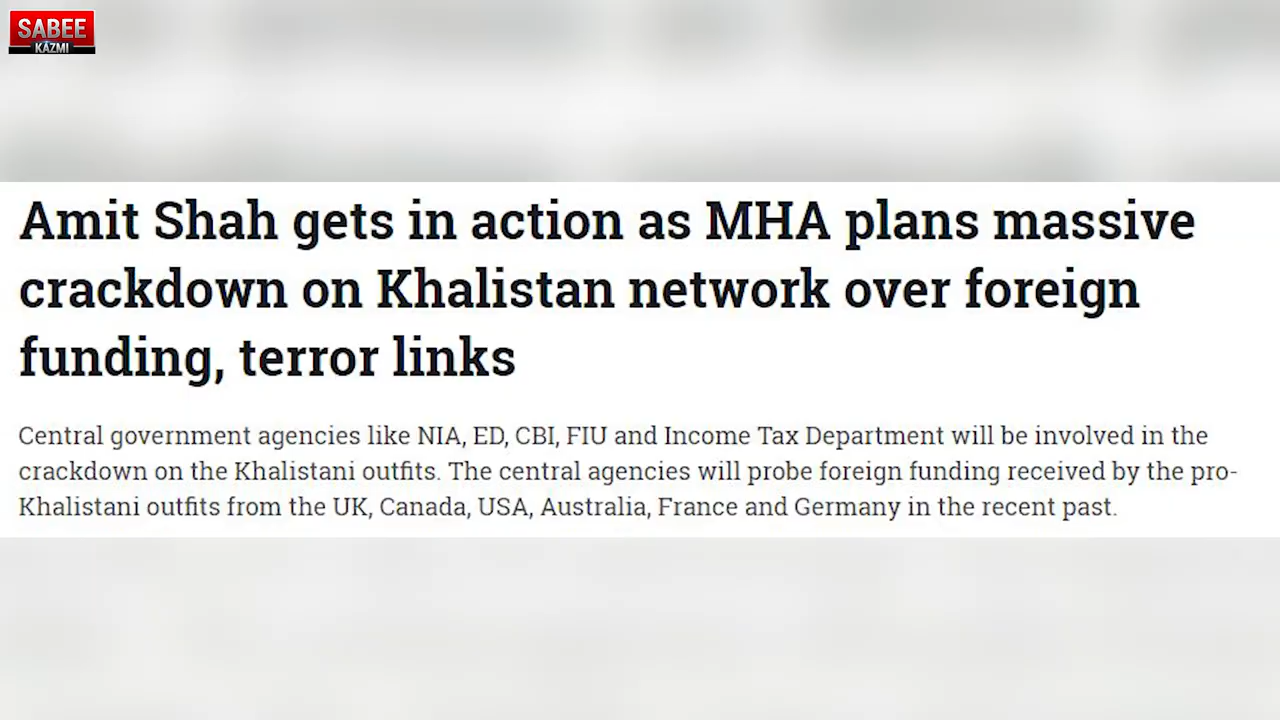 SABEE
KAZMI
Amit Shah gets in action as MHA plans massive
crackdown on Khalistan network over foreign
funding, terror links
Central government agencies like NIA, ED, CBI, FIU and Income Tax Department will be involved in the
crackdown on the Khalistani outfits. The central agencies will probe foreign funding received by the pro-
Khalistani outfits from the UK, Canada, USA, Australia, France and Germany in the recent past.